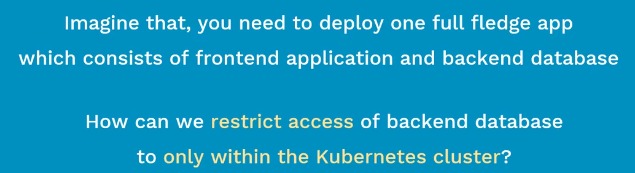 Imagine that, you need to deploy one full fledge app
which consists of frontend application and backend database
How can we restrict access of backend database
to only within the Kubernetes cluster?